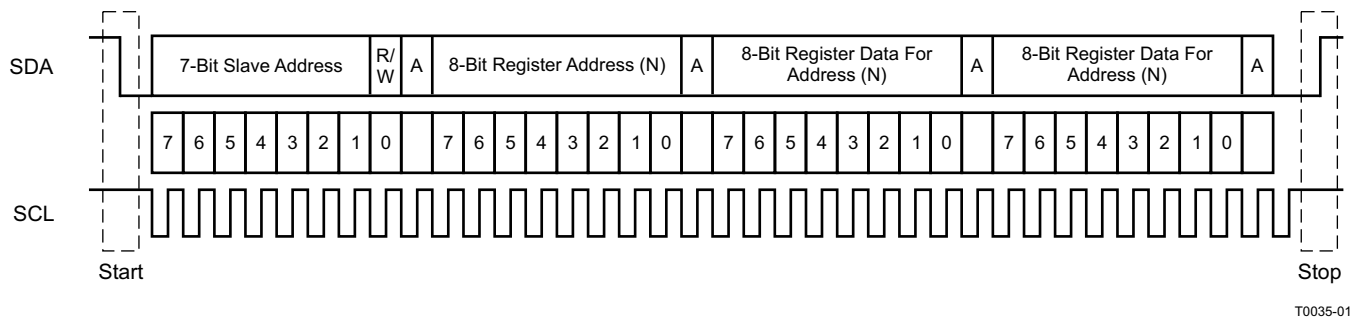 SDA
7-Bit Slave Address
R/
W
A
8-Bit Register Address (N)
A
8-Bit Register Data For
Address (N)
A
8-Bit Register Data For
Address (N)
A
7 6 5 4 3 2 1 0 7 6 5 4 3 2 1 0 7 6 5 4 3 2 1 0 7 6 5 4 3 2 1 0
SCL
Start
Stop
T0035-01